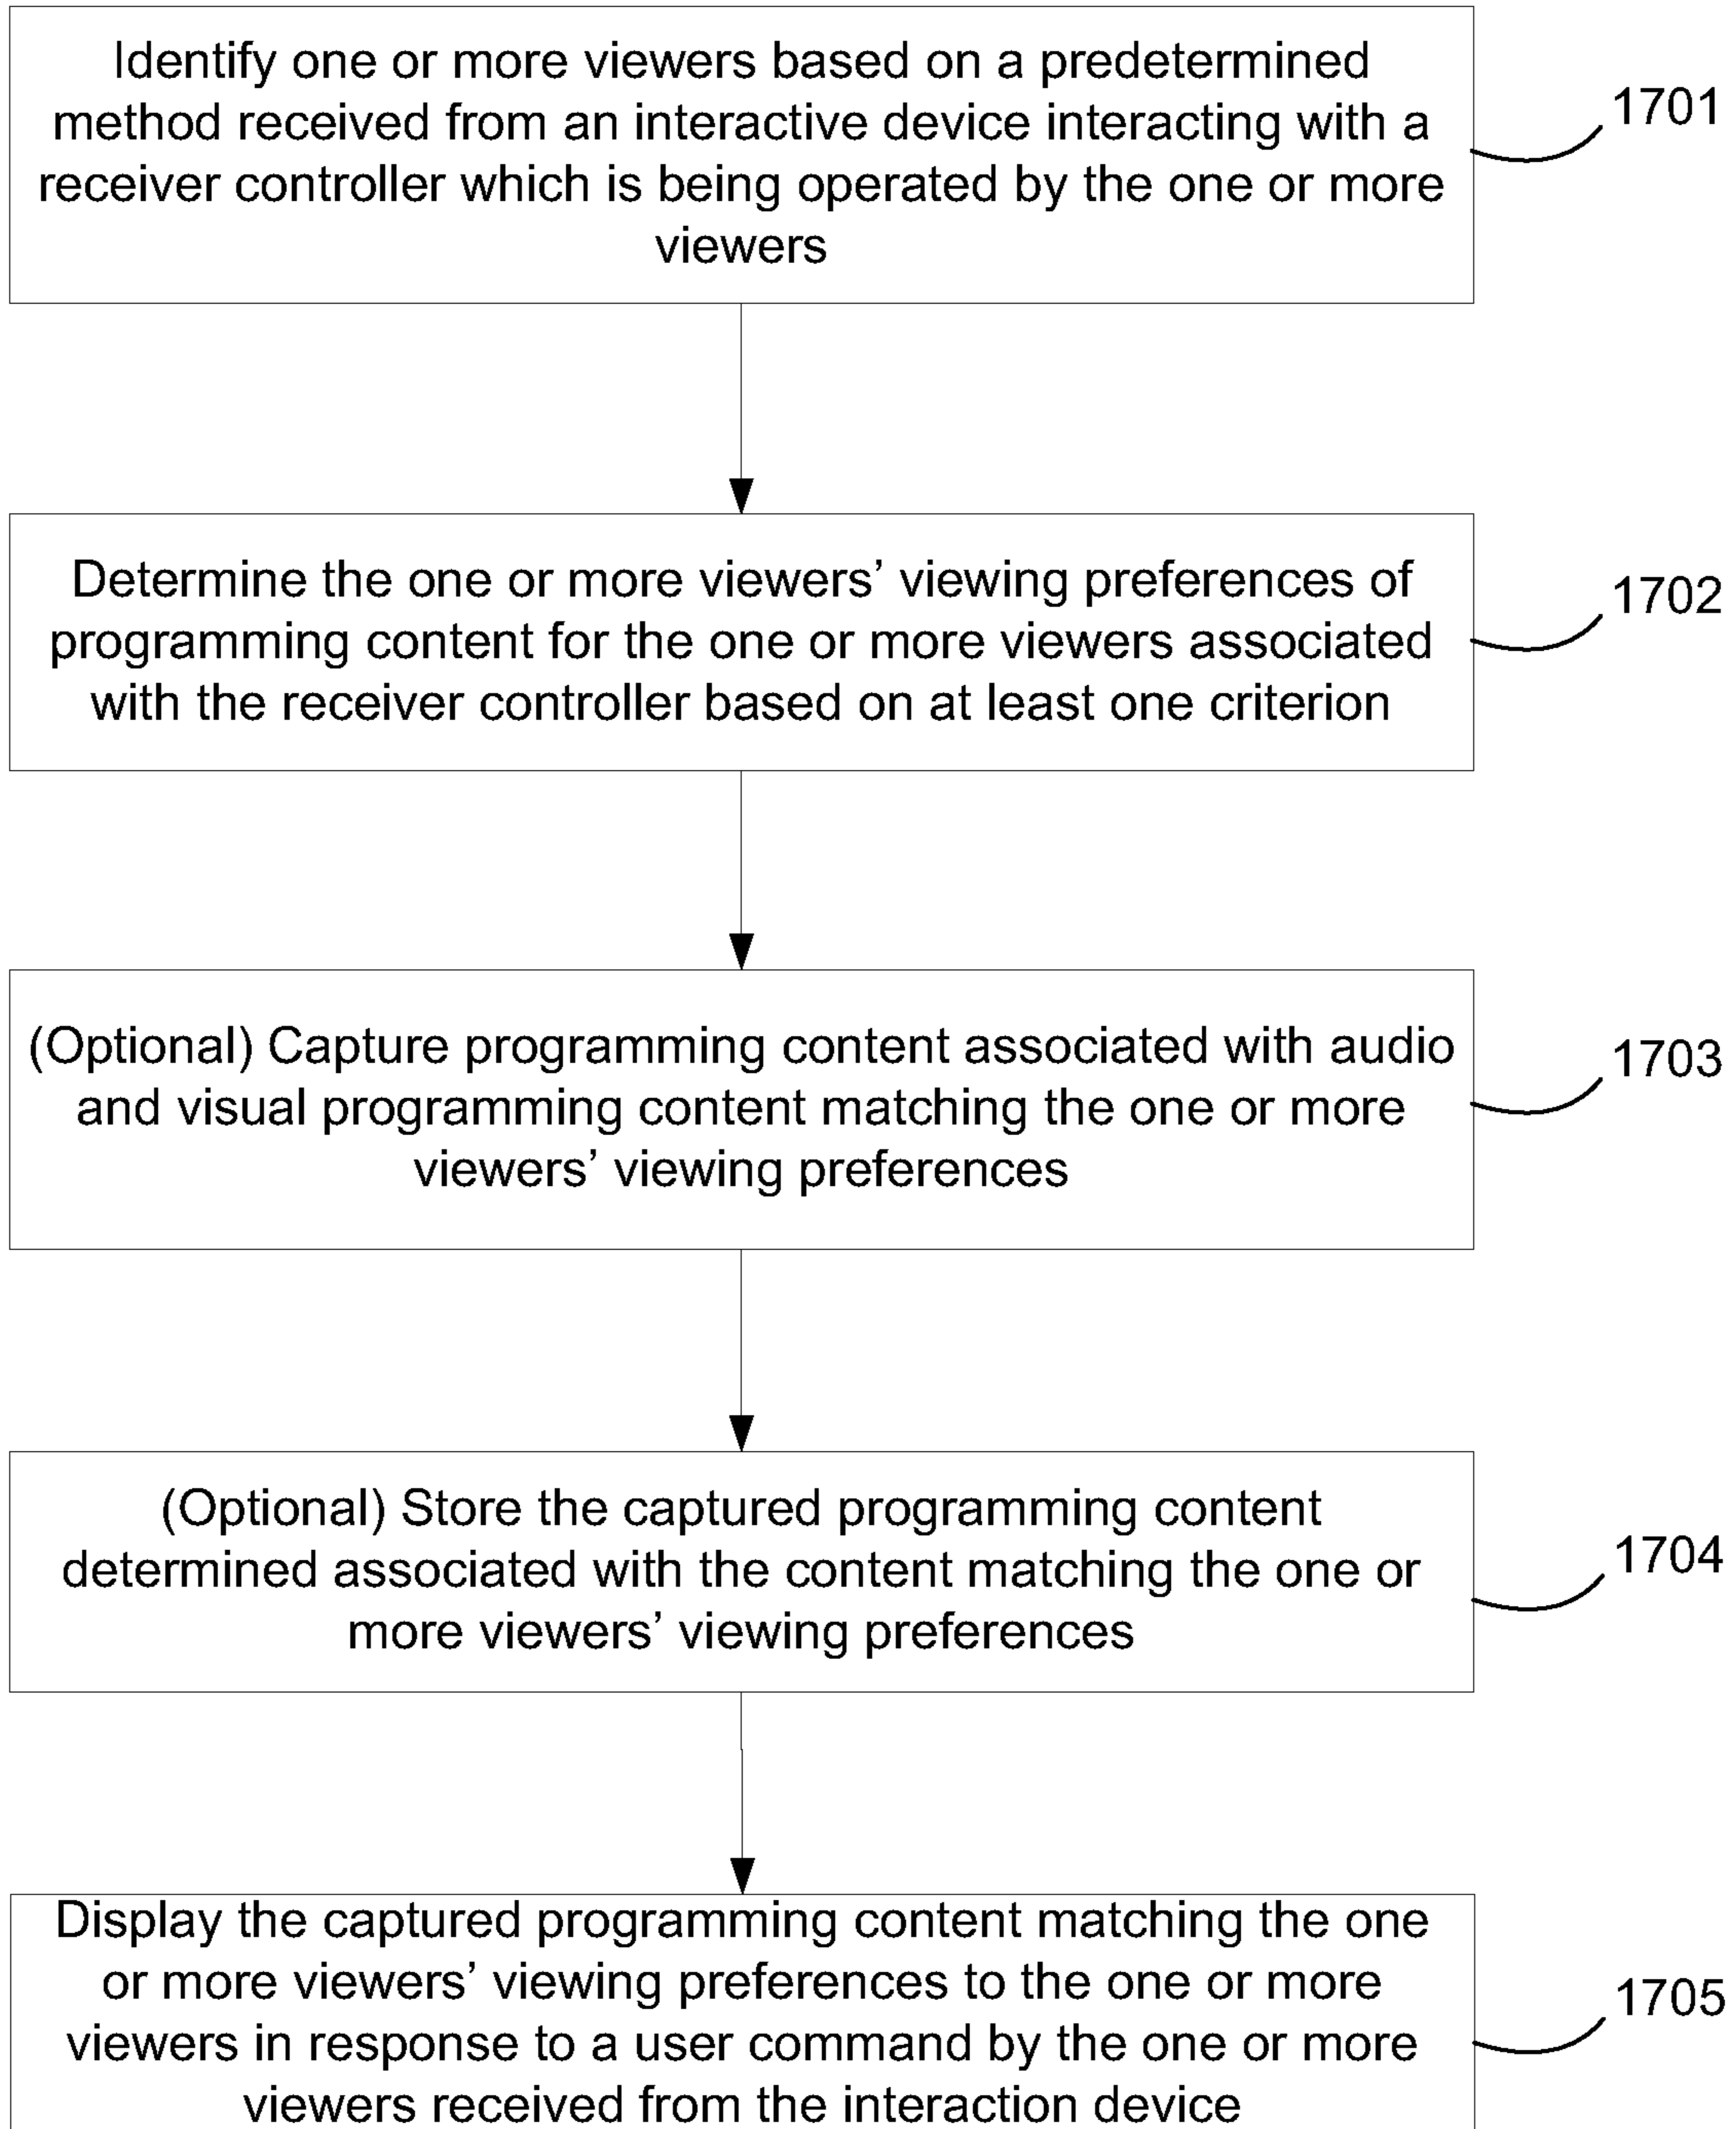 Identify one or more viewers based on a predetermined
method received from an interactive device interacting with a
receiver controller which is being operated by the one or more
viewers
1701
Determine the one or more viewers’ viewing preferences of
programming content for the one or more viewers associated
with the receiver controller based on at least one criterion
1702
(Optional) Capture programming content associated with audio
and visual programming content matching the one or more
viewers’ viewing preferences
1703
(Optional) Store the captured programming content
determined associated with the content matching the one or
more viewers’ viewing preferences
1704
Display the captured programming content matching the one
or more viewers’ viewing preferences to the one or more
viewers in response to a user command by the one or more
viewers received from the interaction device
1705